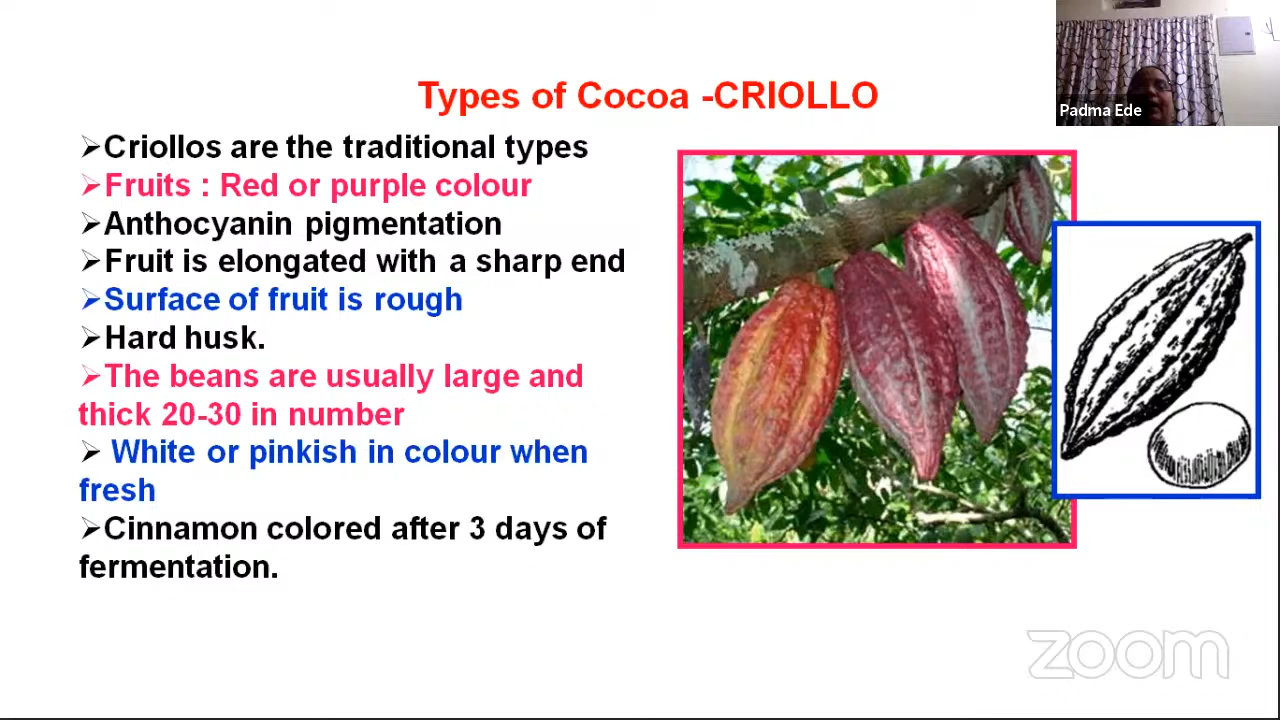 Types of Cocoa -CRIOLLO
Padma Ede
➢Criollos are the traditional types
➢Fruits : Red or purple colour
➢Anthocyanin pigmentation
➢Fruit is elongated with a sharp end
➢Surface of fruit is rough
➢Hard husk.
➢The beans are usually large and
thick 20-30 in number
➢ White or pinkish in colour when
fresh
➢Cinnamon colored after 3 days of
fermentation.
zoom